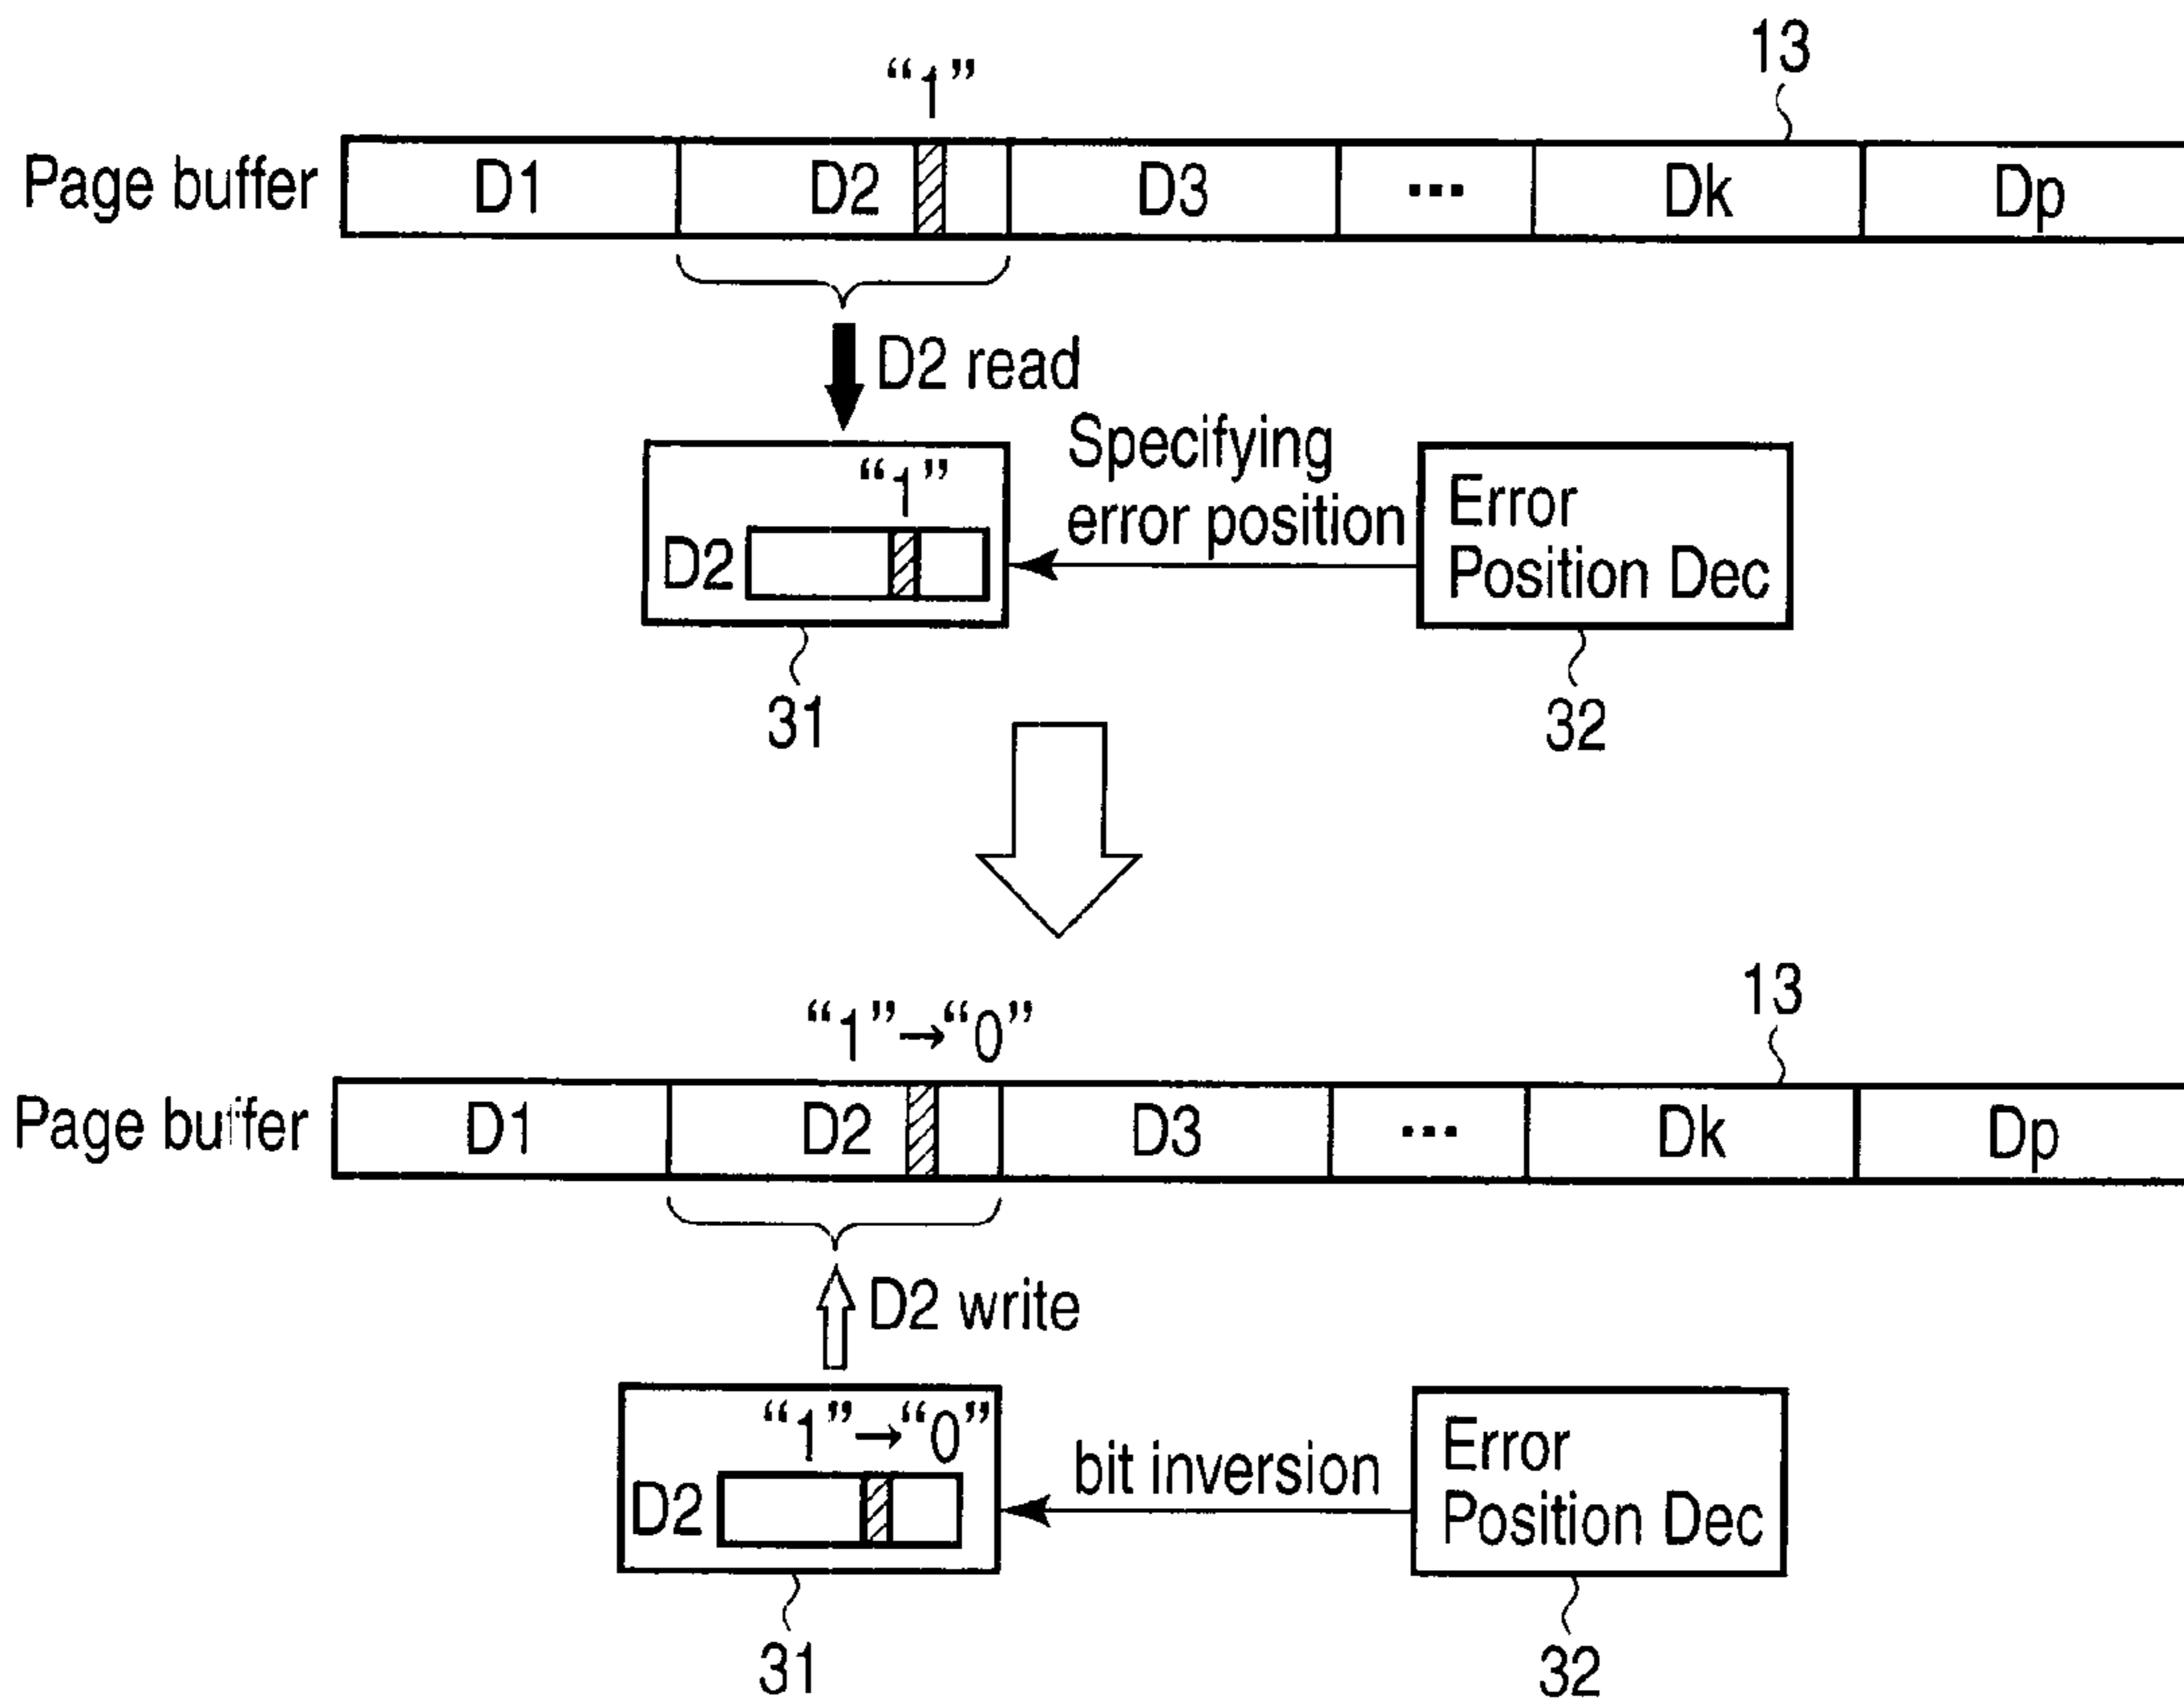 13
“1”
Page buffer D1 D2 D3 ... Dk Dp
D2 read
“1”
D2
Specifying
error position
Error
Position Dec
31
32
13
“1”→“0”
Page buffer D1 D2 D3 ... Dk Dp
D2 write
“1”→“0”
D2
bit inversion
Error
Position Dec
31
32